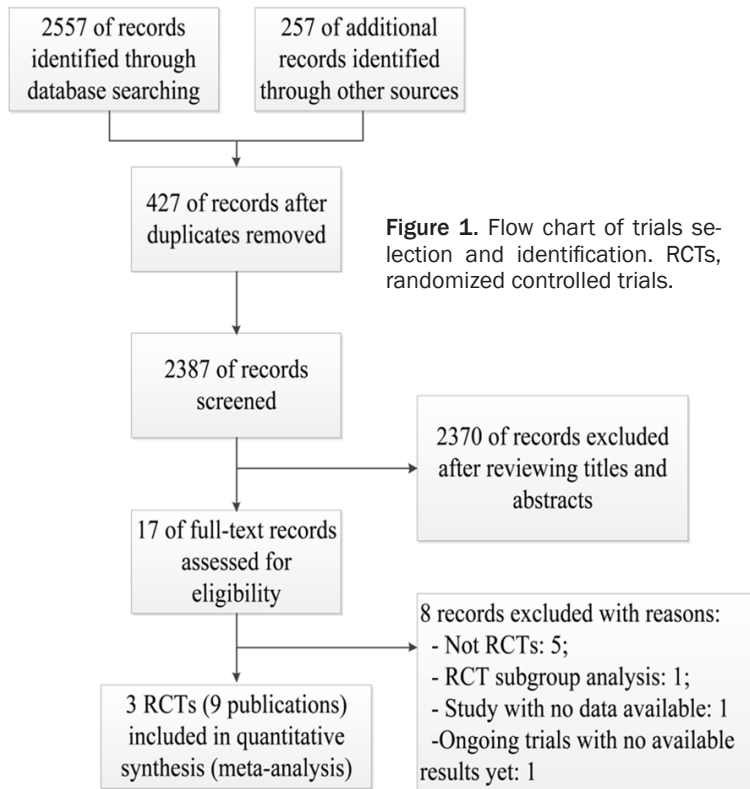 2557 of records
identified through
database searching
257 of additional
records identified
through other sources
427 of records after
duplicates removed
Figure 1. Flow chart of trials se-
lection and identification. RCTs,
randomized controlled trials.
2387 of records
screened
2370 of records excluded
after reviewing titles and
abstracts
17 of full-text records
assessed for
eligibility
8 records excluded with reasons:
- Not RCTs: 5;
- RCT subgroup analysis: 1;
- Study with no data available: 1
-Ongoing trials with no available
results yet: 1
3 RCTs (9 publications)
included in quantitative
synthesis (meta-analysis)